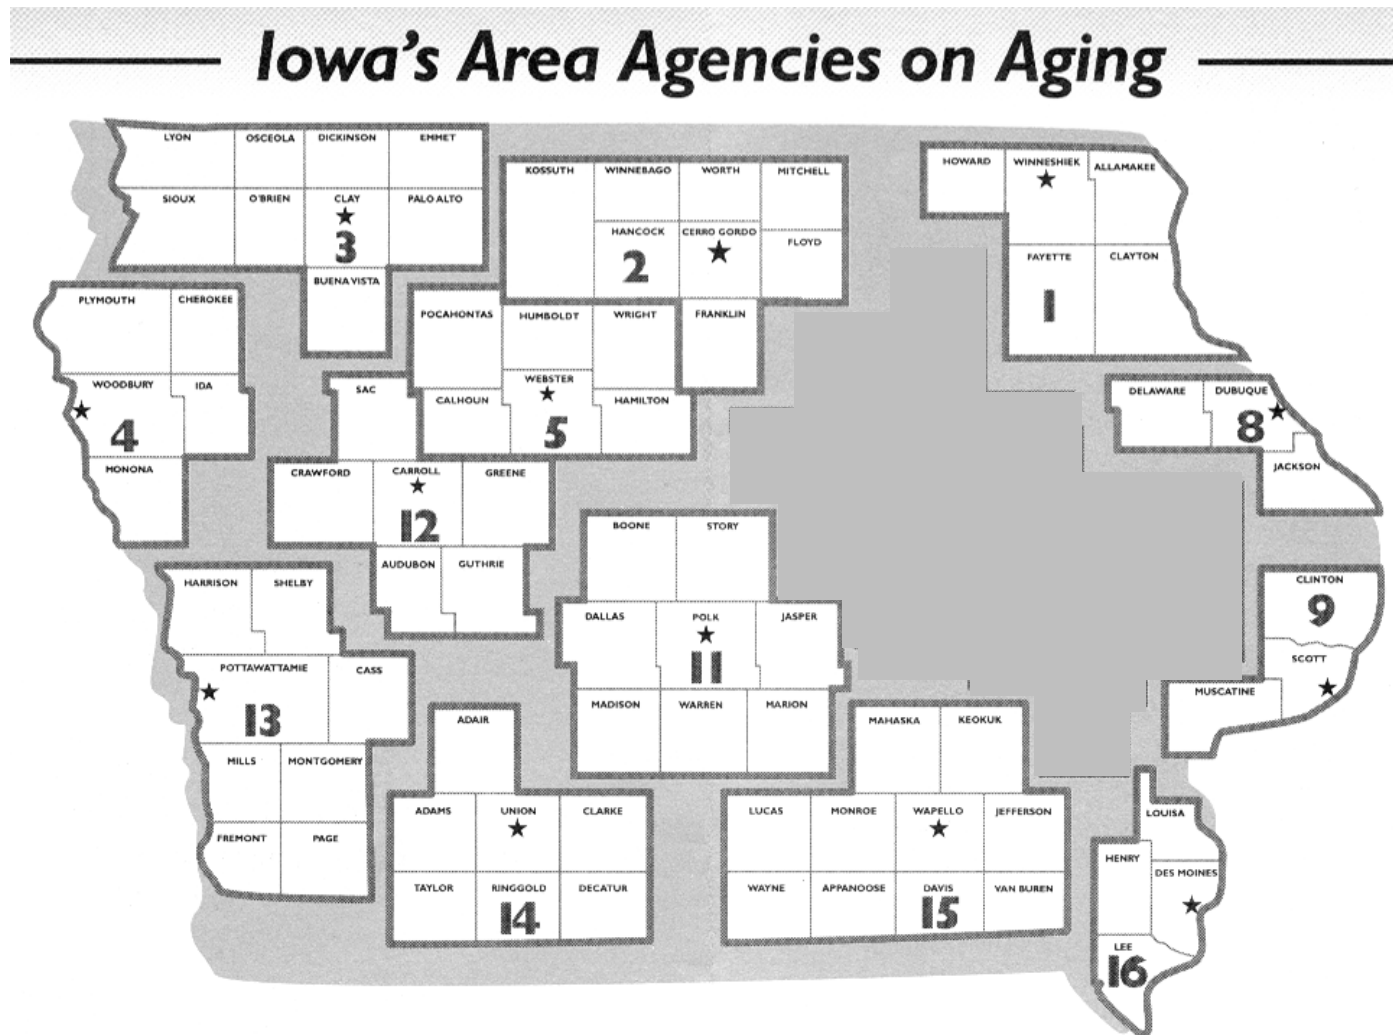 Iowa's Area Agencies on Aging
LYON OSCEOLA DICKINSON EMMET
SIOUX O'BRIEN CLAY PALO ALTO
3
BUENA VISTA
KOSSUTH WINNEBAGO WORTH MITCHELL
HANCOCK CERRO GORDO FLOYD
2
FRANKLIN
HOWARD WINNESHIEK ALLAMAKEE
FAYETTE CLAYTON
1
PLYMOUTH CHEROKEE
WOODBURY IDA
4
MONONA
POCAHONTAS HUMBOLDT WRIGHT
CALHOUN WEBSTER HAMILTON
5
DELAWARE DUBUQUE
8
JACKSON
SAC
CRAWFORD CARROLL GREENE
12
AUDUBON GUTHRIE
BOONE STORY
DALLAS POLK JASPER
11
MADISON WARREN MARION
CLINTON
9
SCOTT
MUSCATINE
HARRISON SHELBY
POTTAWATTAMIE CASS
13
MILLS MONTGOMERY
FREMONT PAGE
ADAIR
ADAMS UNION CLARKE
TAYLOR RINGGOLD DECATUR
14
MAHASKA KEOKUK
LUCAS MONROE WAPELLO JEFFERSON
WAYNE APPANOOSE DAVIS VAN BUREN
15
LOUISA
HENRY
DES MOINES
LEE
16